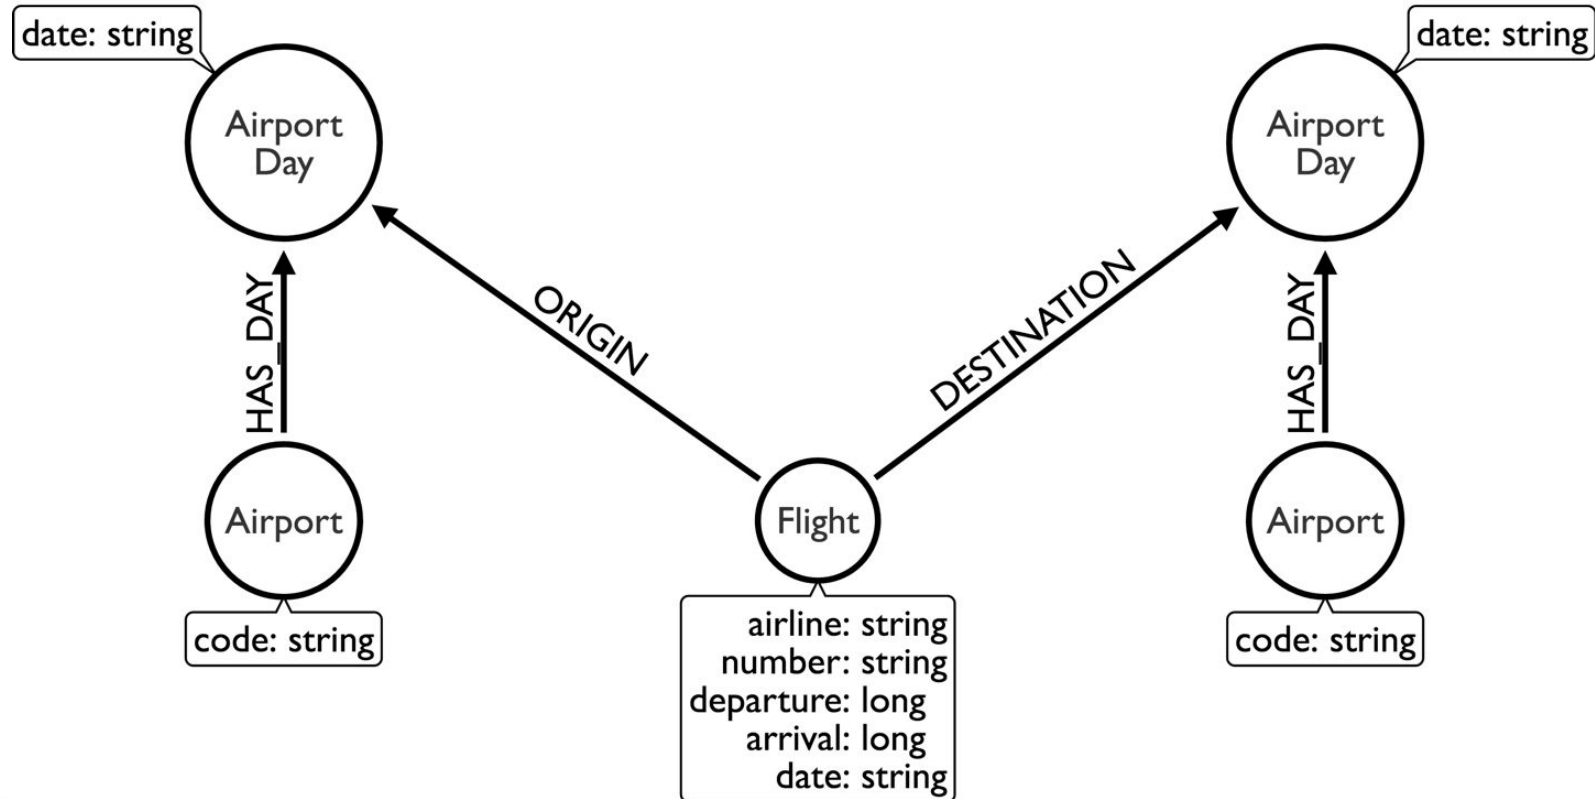 date: string
date: string
Airport
Day
Airport
Day
ORIGIN
DESTINATION
HAS_DAY
HAS_DAY
Airport
Flight
Airport
code: string
airline: string
number: string
departure: long
arrival: long
date: string
code: string